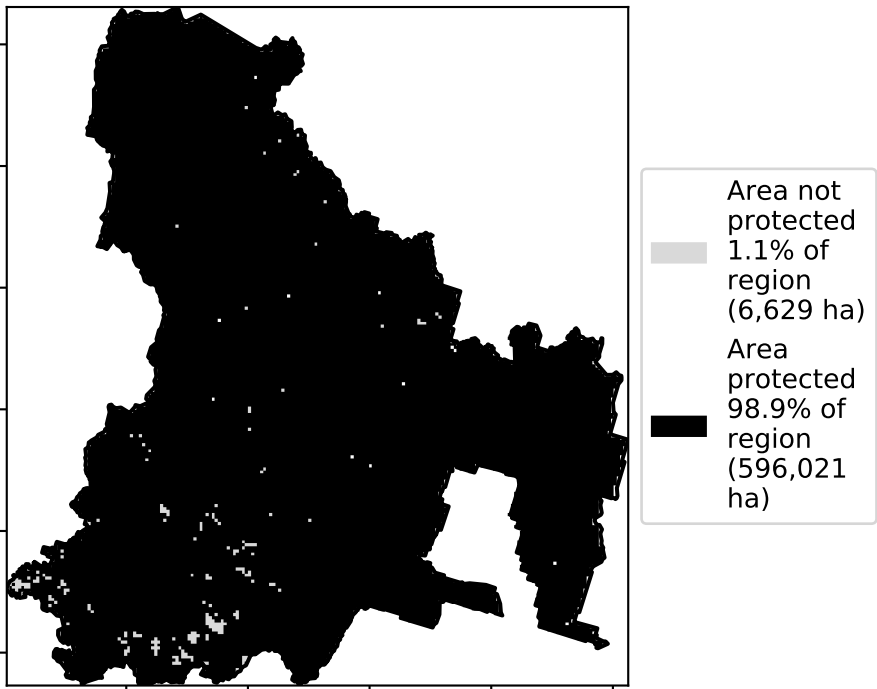 Area not
protected
1.1% of
region
(6,629 ha)
Area
protected
98.9% of
region
(596,021
ha)